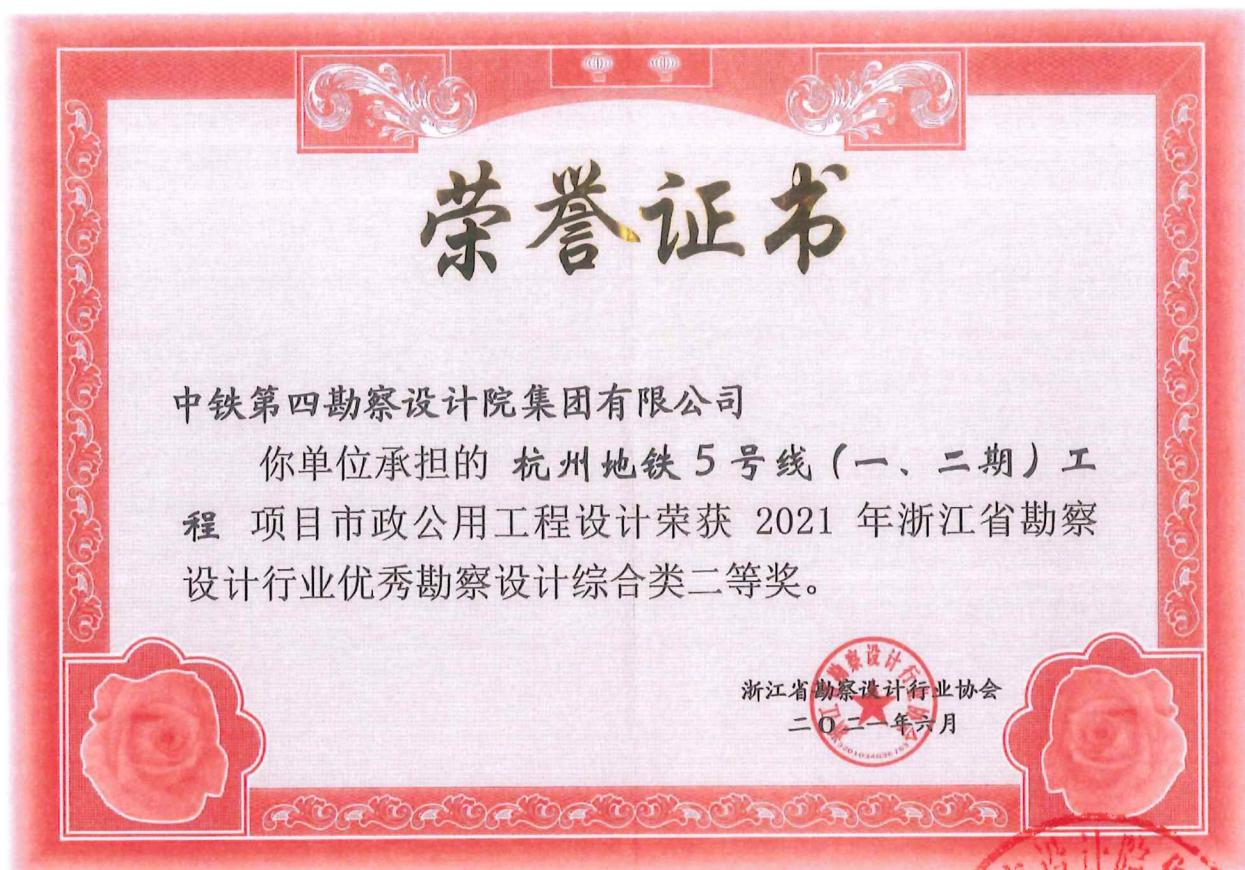 荣誉证书
中铁第四勘察设计院集团有限公司
你单位承担的 杭州地铁5号线(一、二期)工
程 项目市政公用工程设计荣获 2021 年浙江省勘察
设计行业优秀勘察设计综合类二等奖。
浙江省勘察设计行业协会
二〇二一年六月
设计院